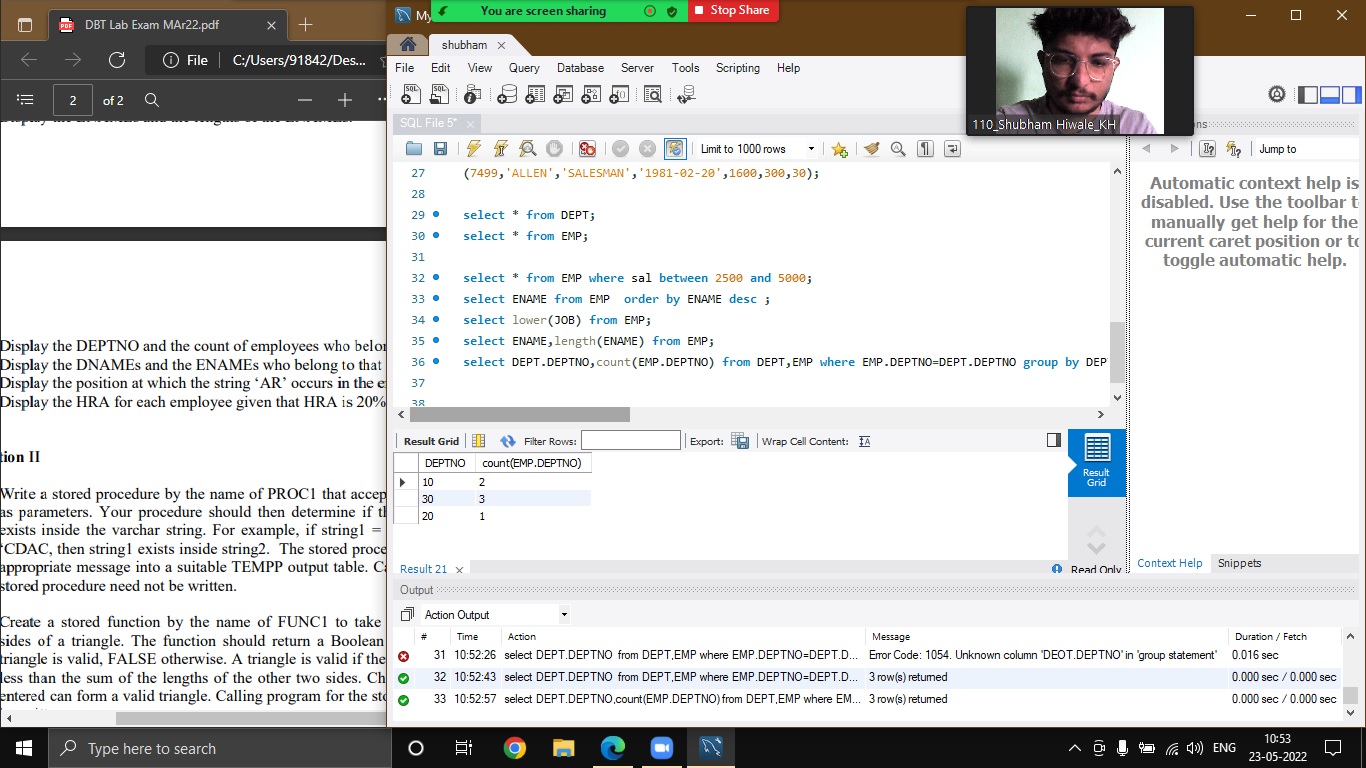 DBT Lab Exam MAr22.pdf
File
C:/Users/91842/Des...
2
of 2
Display the DEPTNO and the count of employees who belon
Display the DNAMEs and the ENAMEs who belong to that
Display the position at which the string ‘AR’ occurs in the e
Display the HRA for each employee given that HRA is 20%
tion II
Write a stored procedure by the name of PROC1 that accep
as parameters. Your procedure should then determine if th
exists inside the varchar string. For example, if string1 =
‘CDAC, then string1 exists inside string2. The stored proce
appropriate message into a suitable TEMPP output table. Ca
stored procedure need not be written.
Create a stored function by the name of FUNC1 to take
sides of a triangle. The function should return a Boolean
triangle is valid, FALSE otherwise. A triangle is valid if the
less than the sum of the lengths of the other two sides. Ch
entered can form a valid triangle. Calling program for the sto
My
You are screen sharing
Stop Share
shubham
File Edit View Query Database Server Tools Scripting Help
SQL File 5*
110_Shubham Hiwale_KH
Limit to 1000 rows
Jump to
27 (7499,'ALLEN','SALESMAN','1981-02-20',1600,300,30);
28
29 select * from DEPT;
30 select * from EMP;
31
32 select * from EMP where sal between 2500 and 5000;
33 select ENAME from EMP  order by ENAME desc ;
34 select lower(JOB) from EMP;
35 select ENAME,length(ENAME) from EMP;
36 select DEPT.DEPTNO,count(EMP.DEPTNO) from DEPT,EMP where EMP.DEPTNO=DEPT.DEPTNO group by DEP
37
38
Automatic context help is
disabled. Use the toolbar t
manually get help for the
current caret position or to
toggle automatic help.
Result Grid Filter Rows: Export: Wrap Cell Content:
DEPTNO count(EMP.DEPTNO)
10 2
30 3
20 1
Result
Grid
Result 21
Read Only
Context Help Snippets
Output
Action Output
# Time Action Message Duration / Fetch
31 10:52:26 select DEPT.DEPTNO from DEPT,EMP where EMP.DEPTNO=DEPT.D... Error Code: 1054. Unknown column 'DEOT.DEPTNO' in 'group statement' 0.016 sec
32 10:52:43 select DEPT.DEPTNO from DEPT,EMP where EMP.DEPTNO=DEPT.D... 3 row(s) returned 0.000 sec / 0.000 sec
33 10:52:57 select DEPT.DEPTNO,count(EMP.DEPTNO) from DEPT,EMP where EM... 3 row(s) returned 0.000 sec / 0.000 sec
Type here to search
ENG
10:53
23-05-2022